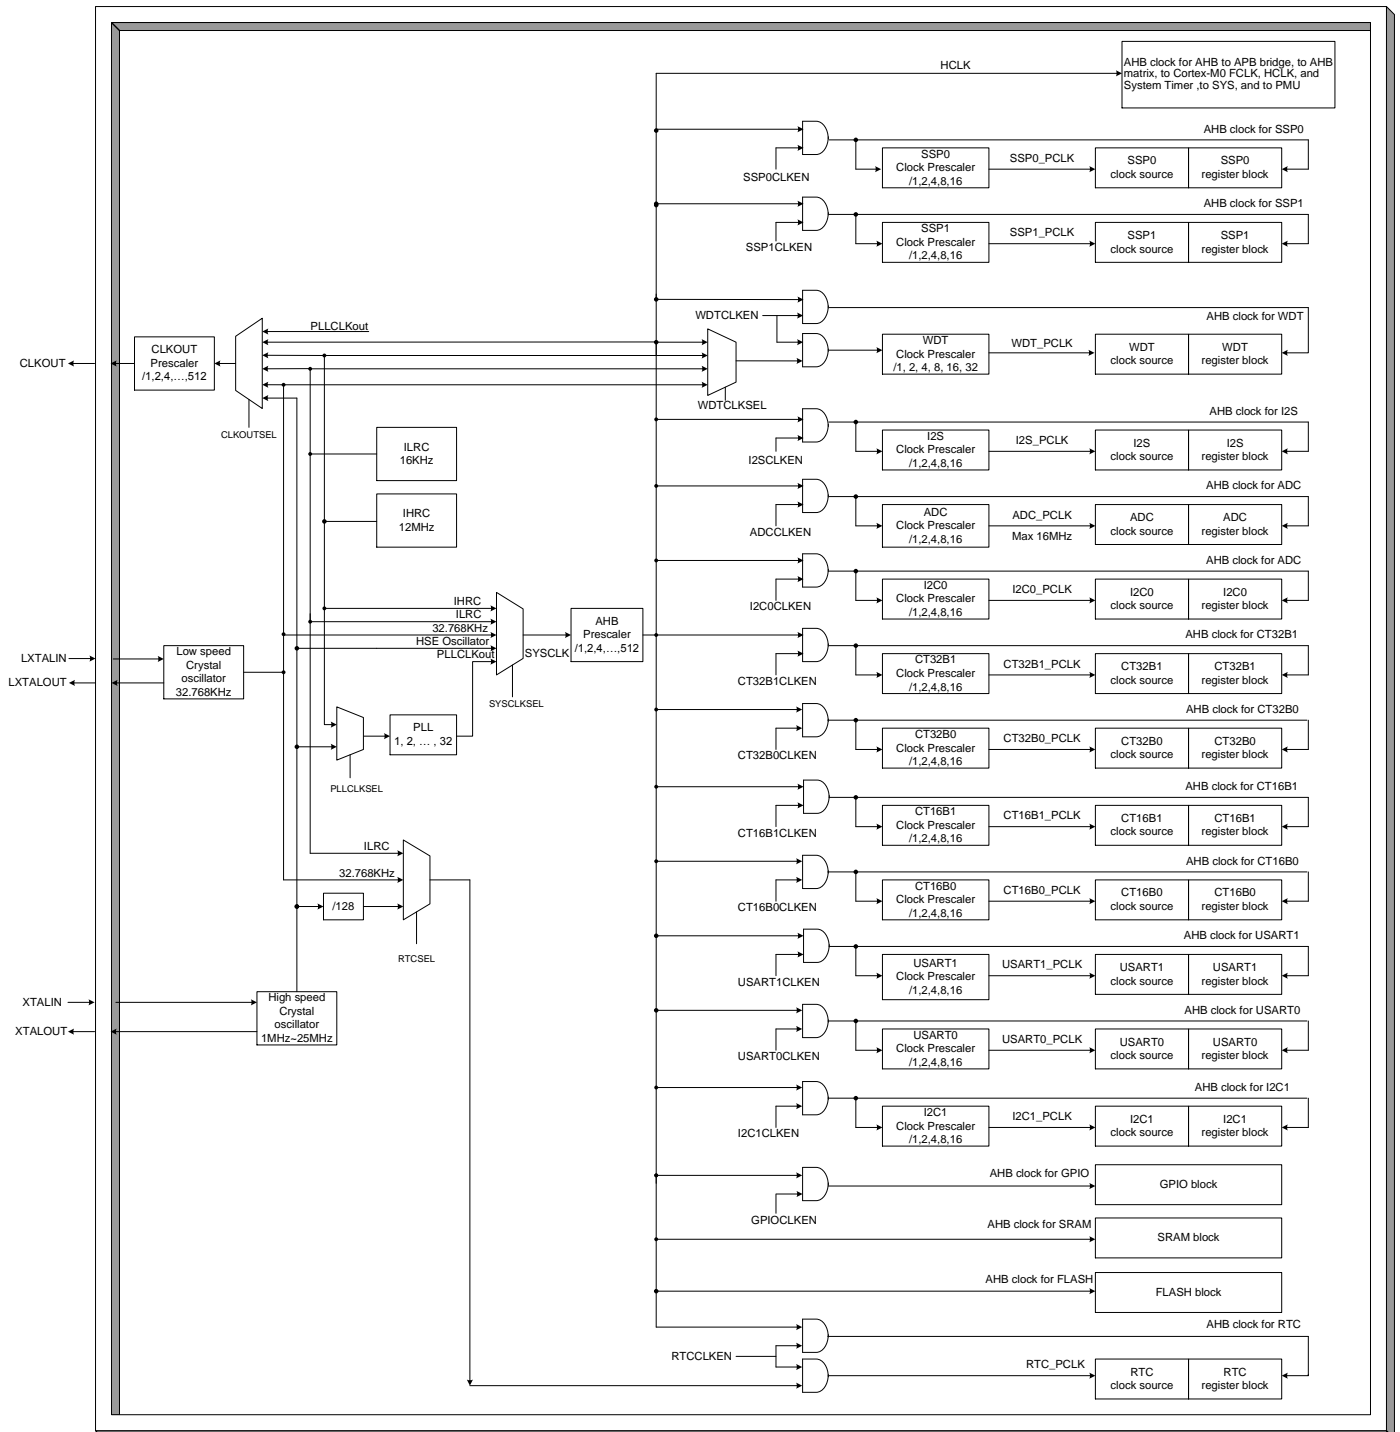 HCLK
AHB clock for AHB to APB bridge, to AHB
matrix, to Cortex-M0 FCLK, HCLK, and
System Timer ,to SYS, and to PMU
AHB clock for SSP0
SSP0CLKEN
SSP0
Clock Prescaler
/1,2,4,8,16
SSP0_PCLK
SSP0
clock source
SSP0
register block
AHB clock for SSP1
SSP1CLKEN
SSP1
Clock Prescaler
/1,2,4,8,16
SSP1_PCLK
SSP1
clock source
SSP1
register block
AHB clock for WDT
WDTCLKEN
WDT
Clock Prescaler
/1, 2, 4, 8, 16, 32
WDT_PCLK
WDT
clock source
WDT
register block
WDTCLKSEL
PLLCLKout
CLKOUT
CLKOUT
Prescaler
/1,2,4,…,512
CLKOUTSEL
ILRC
16KHz
IHRC
12MHz
AHB clock for I2S
I2SCLKEN
I2S
Clock Prescaler
/1,2,4,8,16
I2S_PCLK
I2S
clock source
I2S
register block
AHB clock for ADC
ADCCLKEN
ADC
Clock Prescaler
/1,2,4,8,16
ADC_PCLK
Max 16MHz
ADC
clock source
ADC
register block
AHB clock for ADC
I2C0CLKEN
I2C0
Clock Prescaler
/1,2,4,8,16
I2C0_PCLK
I2C0
clock source
I2C0
register block
IHRC
ILRC
32.768KHz
HSE Oscillator
PLLCLKout
SYSCLK
AHB
Prescaler
/1,2,4,…,512
SYSCLKSEL
LXTALIN
LXTALOUT
Low speed
Crystal
oscillator
32.768KHz
PLL
1, 2, … , 32
PLLCLKSEL
AHB clock for CT32B1
CT32B1CLKEN
CT32B1
Clock Prescaler
/1,2,4,8,16
CT32B1_PCLK
CT32B1
clock source
CT32B1
register block
AHB clock for CT32B0
CT32B0CLKEN
CT32B0
Clock Prescaler
/1,2,4,8,16
CT32B0_PCLK
CT32B0
clock source
CT32B0
register block
AHB clock for CT16B1
CT16B1CLKEN
CT16B1
Clock Prescaler
/1,2,4,8,16
CT16B1_PCLK
CT16B1
clock source
CT16B1
register block
ILRC
32.768KHz
/128
RTCSEL
AHB clock for CT16B0
CT16B0CLKEN
CT16B0
Clock Prescaler
/1,2,4,8,16
CT16B0_PCLK
CT16B0
clock source
CT16B0
register block
AHB clock for USART1
USART1CLKEN
USART1
Clock Prescaler
/1,2,4,8,16
USART1_PCLK
USART1
clock source
USART1
register block
XTALIN
XTALOUT
High speed
Crystal
oscillator
1MHz~25MHz
AHB clock for USART0
USART0CLKEN
USART0
Clock Prescaler
/1,2,4,8,16
USART0_PCLK
USART0
clock source
USART0
register block
AHB clock for I2C1
I2C1CLKEN
I2C1
Clock Prescaler
/1,2,4,8,16
I2C1_PCLK
I2C1
clock source
I2C1
register block
AHB clock for GPIO
GPIOCLKEN
GPIO block
AHB clock for SRAM
SRAM block
AHB clock for FLASH
FLASH block
AHB clock for RTC
RTCCLKEN
RTC_PCLK
RTC
clock source
RTC
register block